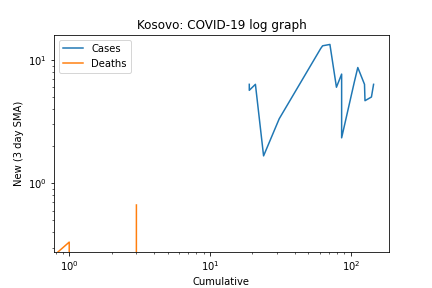 Kosovo: COVID-19 log graph
Cases
Deaths
New (3 day SMA)
10¹
10⁰
10⁰ 10¹ 10²
Cumulative